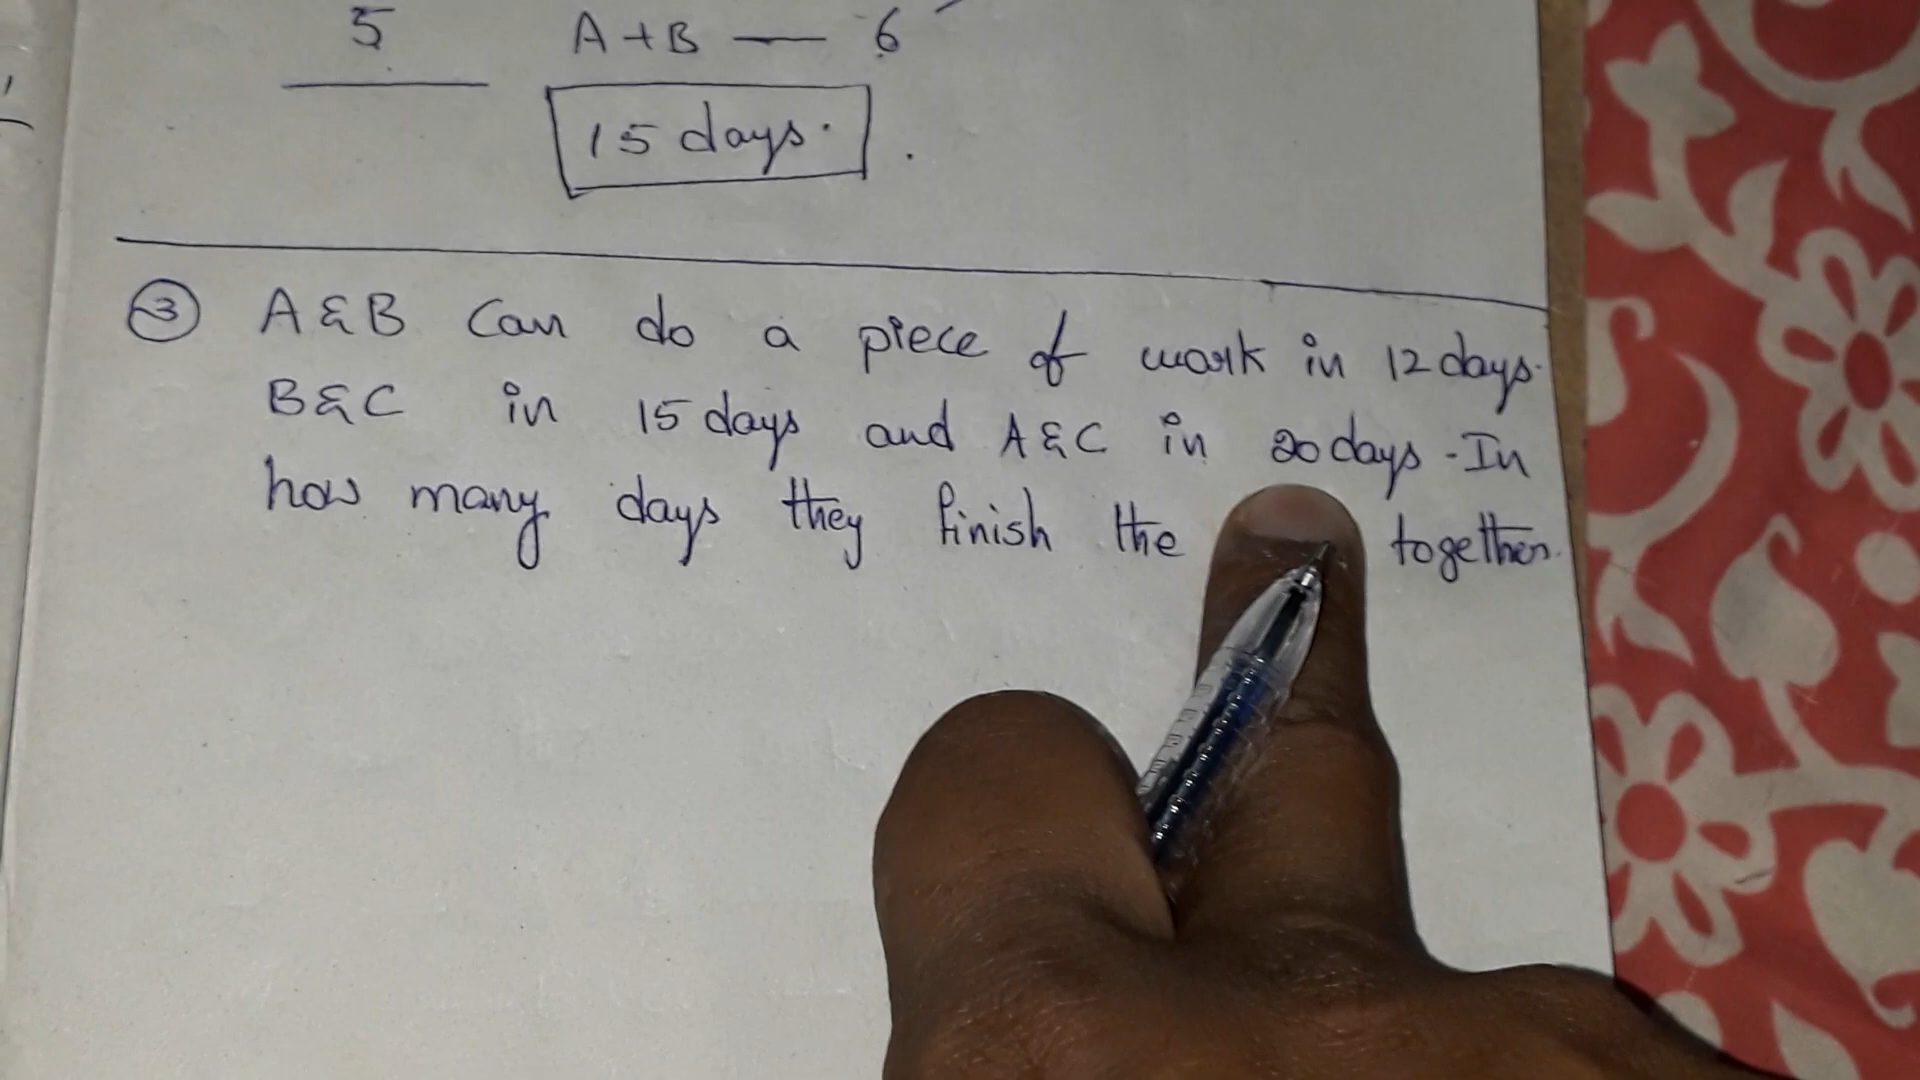 5 A+B — 6
15 days.
③ A & B Can do a piece of work in 12 days.
B & C in 15 days and A & C in 20 days. In
how many days they finish the together.